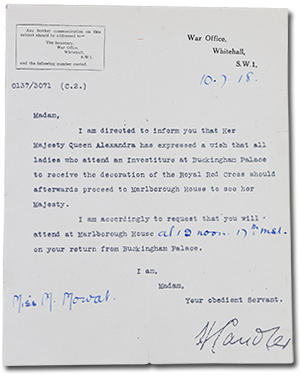 Any further communication on this
subject should be addressed to—
The Secretary,
War Office,
Whitehall,
S.W.1.
and the following number quoted.
War Office,
Whitehall,
S.W.1.
10.7.18.
0137/3071 (C.2.)
Madam,
I am directed to inform you that Her
Majesty Queen Alexandra has expressed a wish that all
ladies who attend an Investiture at Buckingham Palace
to receive the decoration of the Royal Red Cross should
afterwards proceed to Marlborough House to see her
Majesty.
I am accordingly to request that you will
attend at Marlborough House at 12 noon. 17th inst.
on your return from Buckingham Palace.
I am,
Madam,
Your obedient Servant.
Miss M. Mowat.